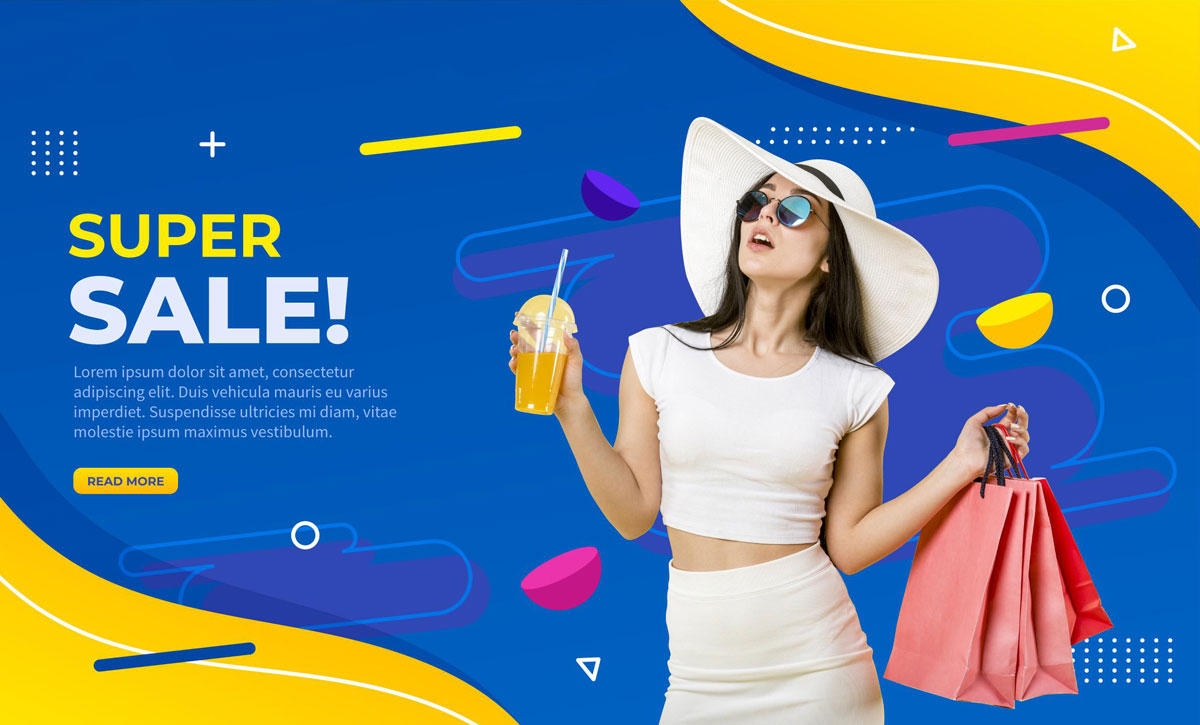 SUPER
SALE!
Lorem ipsum dolor sit amet, consectetur
adipiscing elit. Duis vehicula mauris eu varius
imperdiet. Suspendisse ultricies mi diam, vitae
molestie ipsum maximus vestibulum.
READ MORE